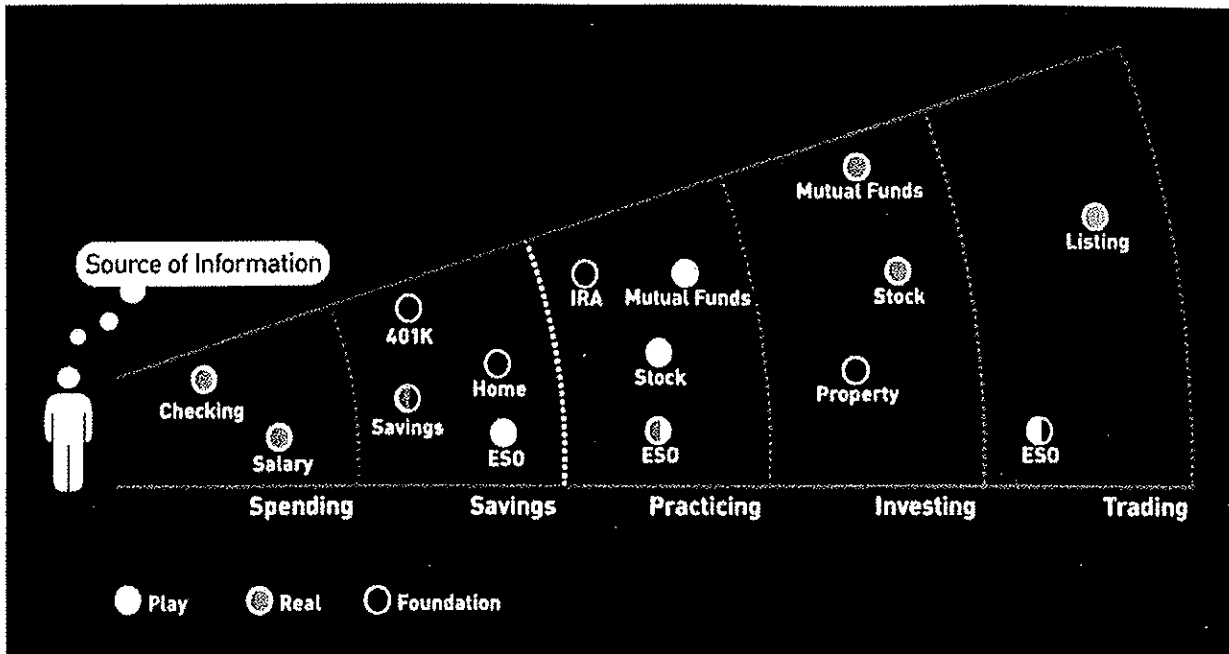 Source of Information
Mutual Funds
Listing
IRA
Mutual Funds
Stock
401K
Stock
Home
Property
Checking
Savings
Salary
ESO
ESO
ESO
Spending
Savings
Practicing
Investing
Trading
Play
Real
Foundation